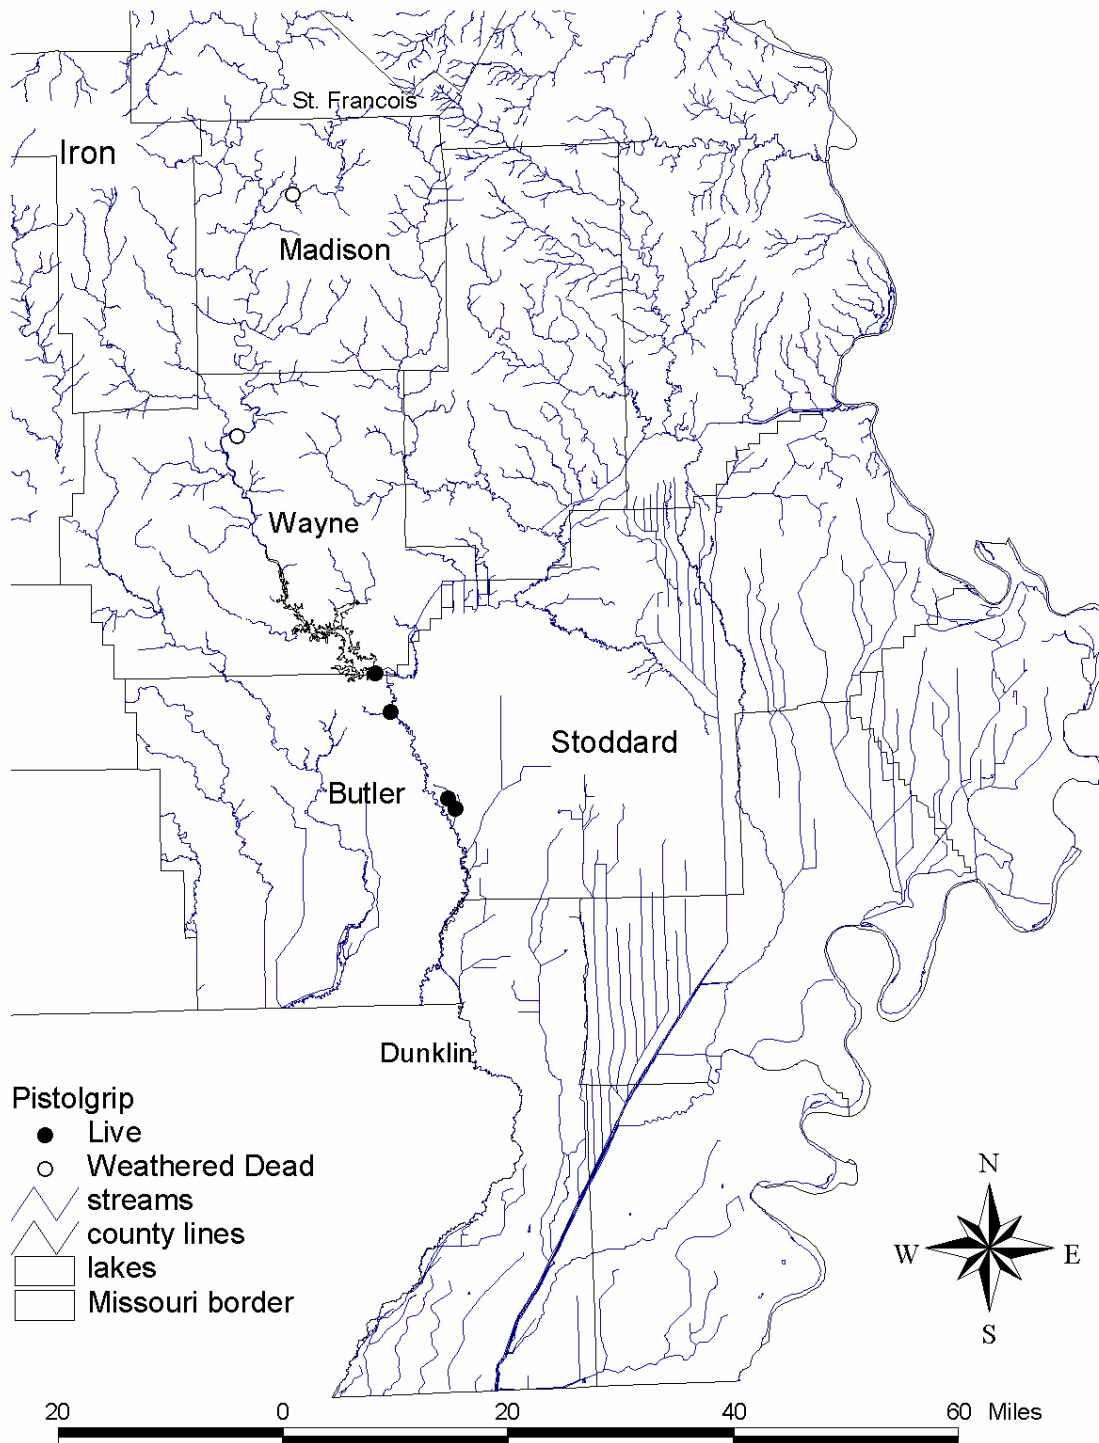 St. Francois
Iron
Madison
Wayne
Stoddard
Butler
Dunklin
Pistolgrip
Live
Weathered Dead
streams
county lines
lakes
Missouri border
N
W E
S
20 0 20 40 60 Miles